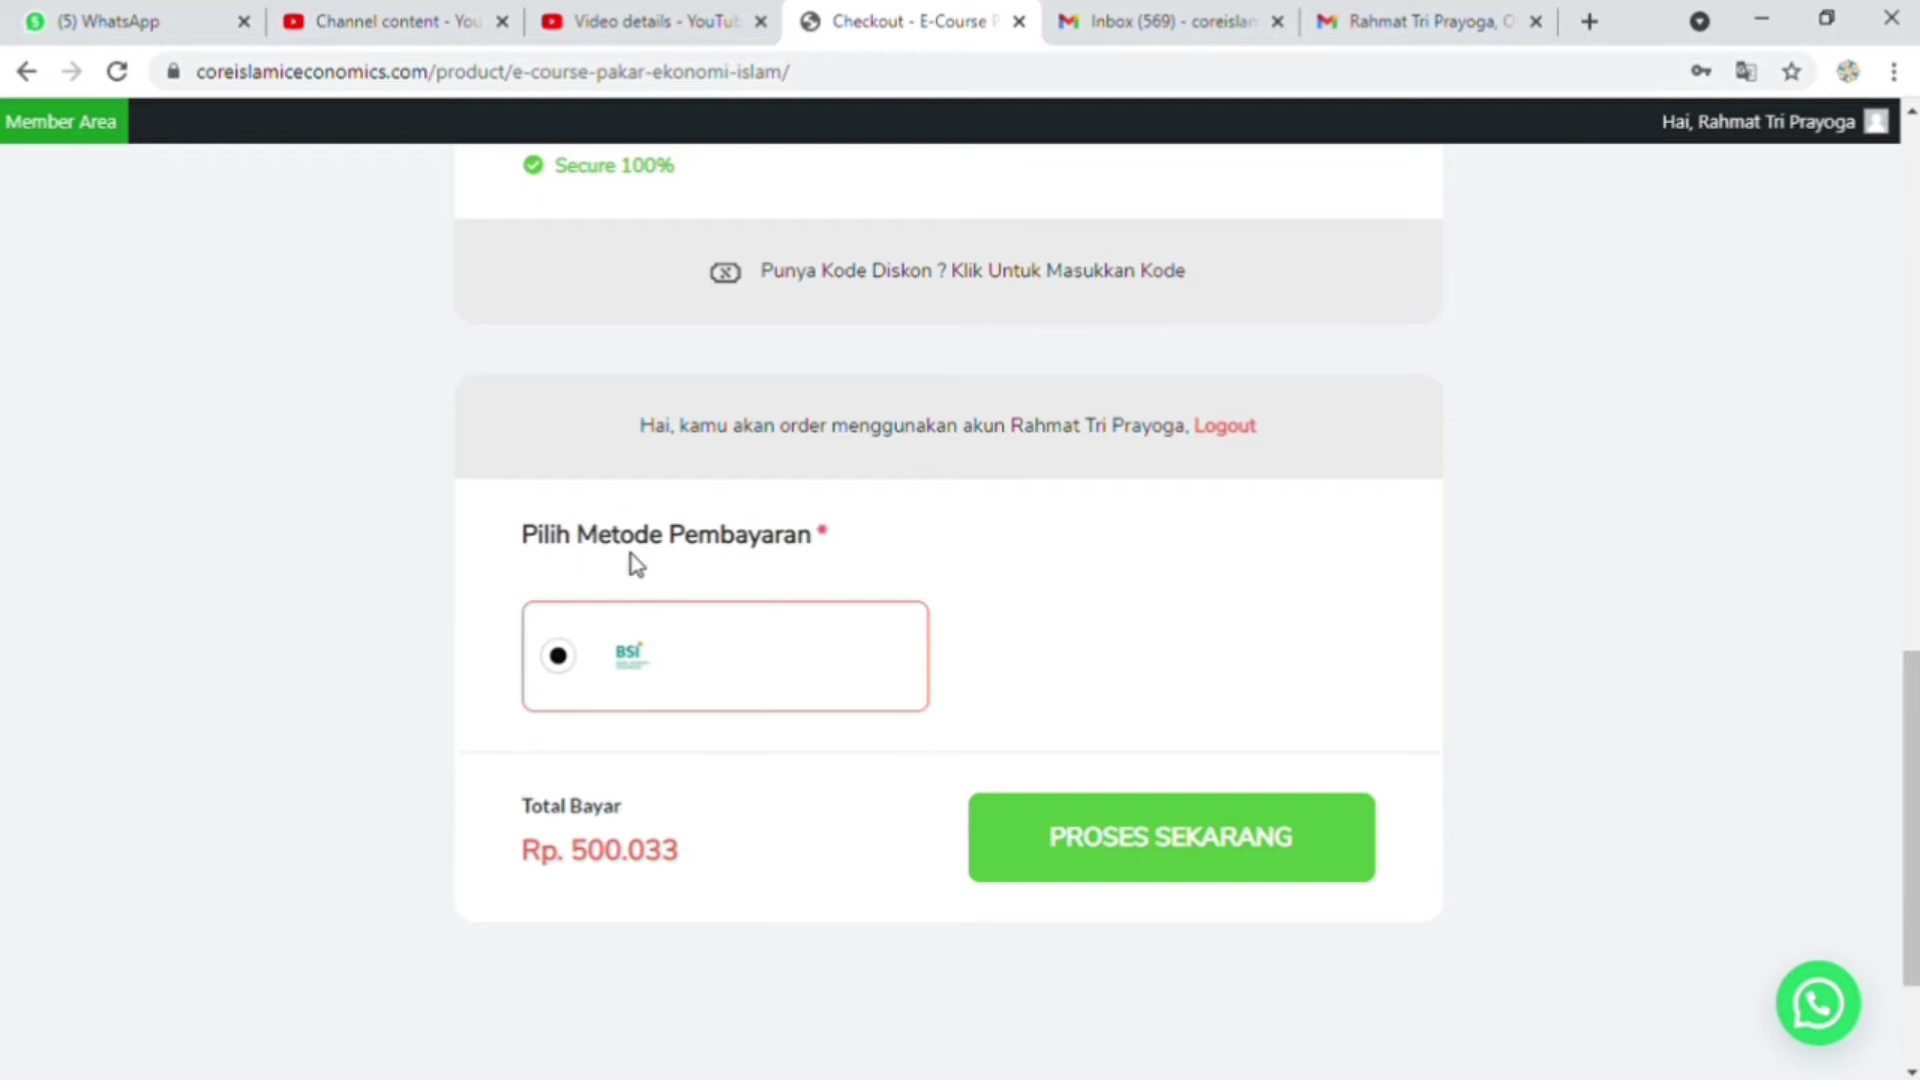 (5) WhatsApp
Channel content - You
Video details - YouTub
Checkout - E-Course P
Inbox (569) - coreislam
Rahmat Tri Prayoga, O
coreislamiceconomics.com/product/e-course-pakar-ekonomi-islam/
Member Area
Hai, Rahmat Tri Prayoga
Secure 100%
Punya Kode Diskon ? Klik Untuk Masukkan Kode
Hai, kamu akan order menggunakan akun Rahmat Tri Prayoga, Logout
Pilih Metode Pembayaran *
BSI
Total Bayar
Rp. 500.033
PROSES SEKARANG